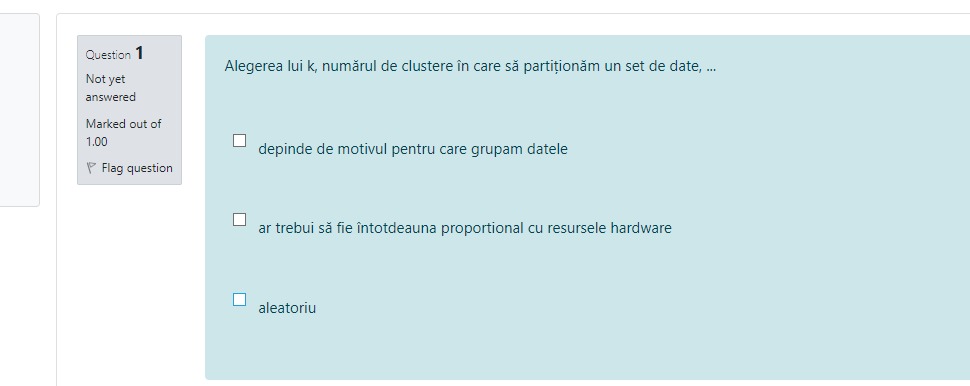 Question 1
Not yet
answered
Marked out of
1.00
Flag question
Alegerea lui k, numărul de clustere în care să partiționăm un set de date, ...
depinde de motivul pentru care grupam datele
ar trebui să fie întotdeauna proportional cu resursele hardware
aleatoriu